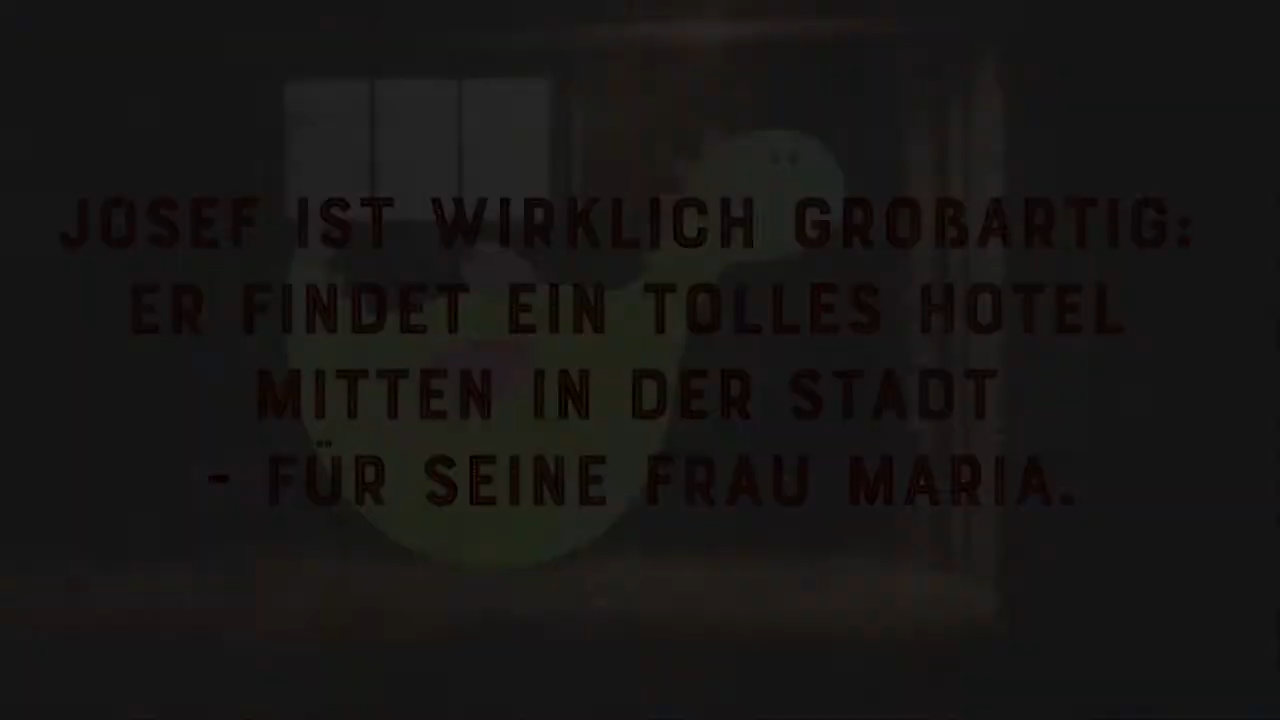 JOSEF IST WIRKLICH GROßARTIG:
ER FINDET EIN TOLLES HOTEL
MITTEN IN DER STADT
- FÜR SEINE FRAU MARIA.